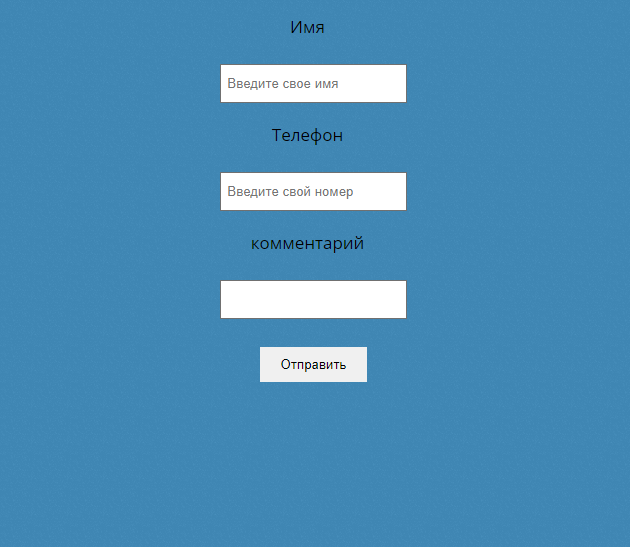 Имя
Введите свое имя
Телефон
Введите свой номер
комментарий
Отправить